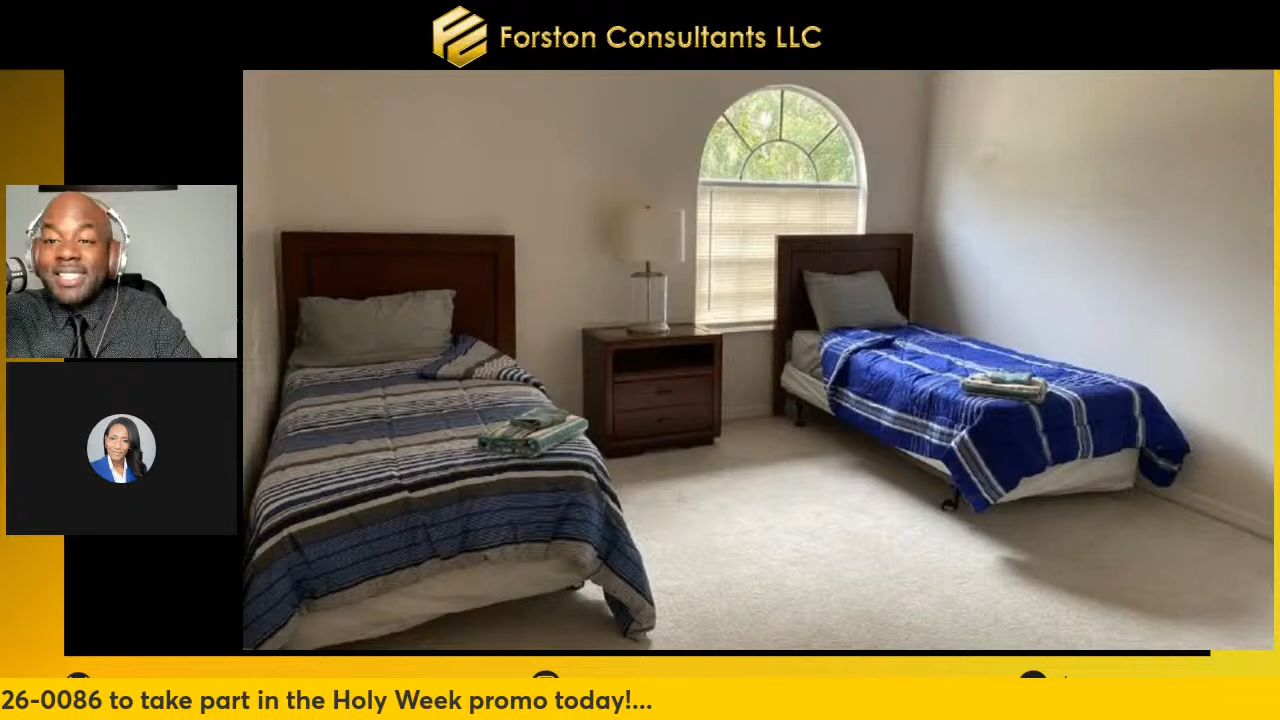 Forston Consultants LLC
26-0086 to take part in the Holy Week promo today!...